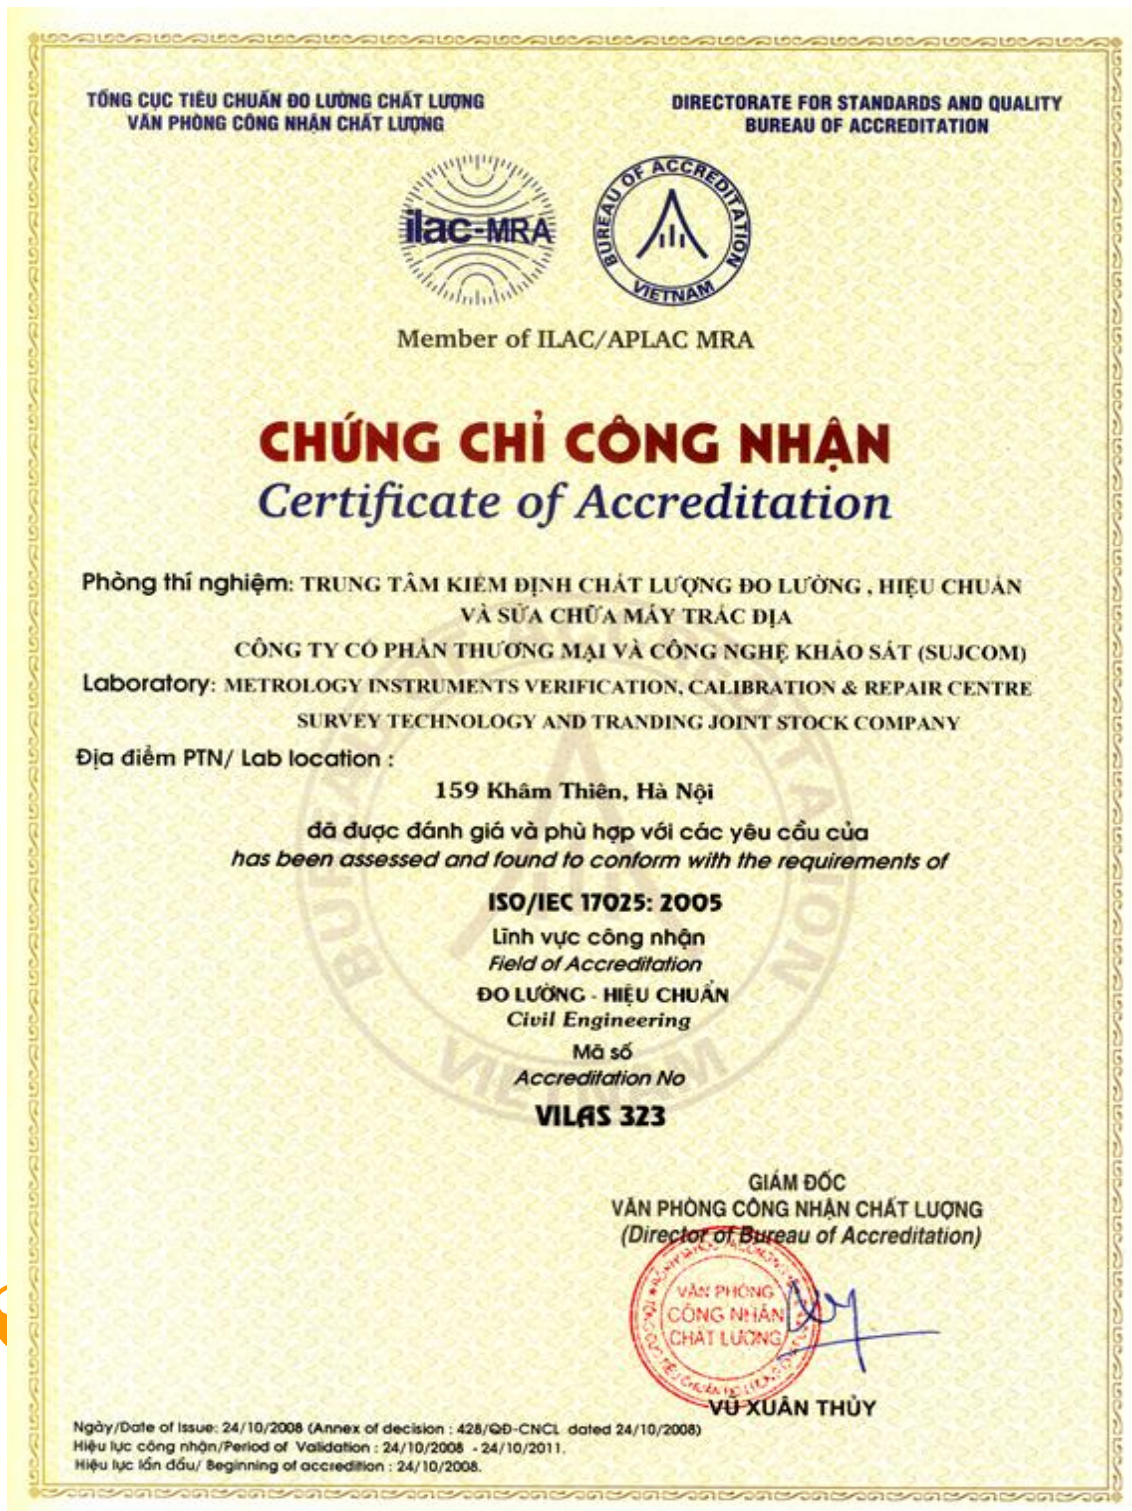 TỔNG CỤC TIÊU CHUẨN ĐO LƯỜNG CHẤT LƯỢNG
VĂN PHÒNG CÔNG NHẬN CHẤT LƯỢNG
DIRECTORATE FOR STANDARDS AND QUALITY
BUREAU OF ACCREDITATION
ilac-MRA
BUREAU OF ACCREDITATION
VIETNAM
Member of ILAC/APLAC MRA
CHỨNG CHỈ CÔNG NHẬN
Certificate of Accreditation
Phòng thí nghiệm: TRUNG TÂM KIỂM ĐỊNH CHẤT LƯỢNG ĐO LƯỜNG , HIỆU CHUẨN
VÀ SỬA CHỮA MÁY TRẮC ĐỊA
CÔNG TY CỔ PHẦN THƯƠNG MẠI VÀ CÔNG NGHỆ KHẢO SÁT (SUJCOM)
Laboratory: METROLOGY INSTRUMENTS VERIFICATION, CALIBRATION & REPAIR CENTRE
SURVEY TECHNOLOGY AND TRANDING JOINT STOCK COMPANY
Địa điểm PTN/ Lab location :
159 Khâm Thiên, Hà Nội
đã được đánh giá và phù hợp với các yêu cầu của
has been assessed and found to conform with the requirements of
ISO/IEC 17025: 2005
Lĩnh vực công nhận
Field of Accreditation
ĐO LƯỜNG - HIỆU CHUẨN
Civil Engineering
Mã số
Accreditation No
VILAS 323
BUREAU OF ACCREDITATION
VIETNAM
GIÁM ĐỐC
VĂN PHÒNG CÔNG NHẬN CHẤT LƯỢNG
(Director of Bureau of Accreditation)
VĂN PHÒNG
CÔNG NHẬN
CHẤT LƯỢNG
VŨ XUÂN THỦY
Ngày/Date of Issue: 24/10/2008 (Annex of decision : 428/QĐ-CNCL dated 24/10/2008)
Hiệu lực công nhận/Period of Validation : 24/10/2008 - 24/10/2011.
Hiệu lực lần đầu/ Beginning of accredition : 24/10/2008.